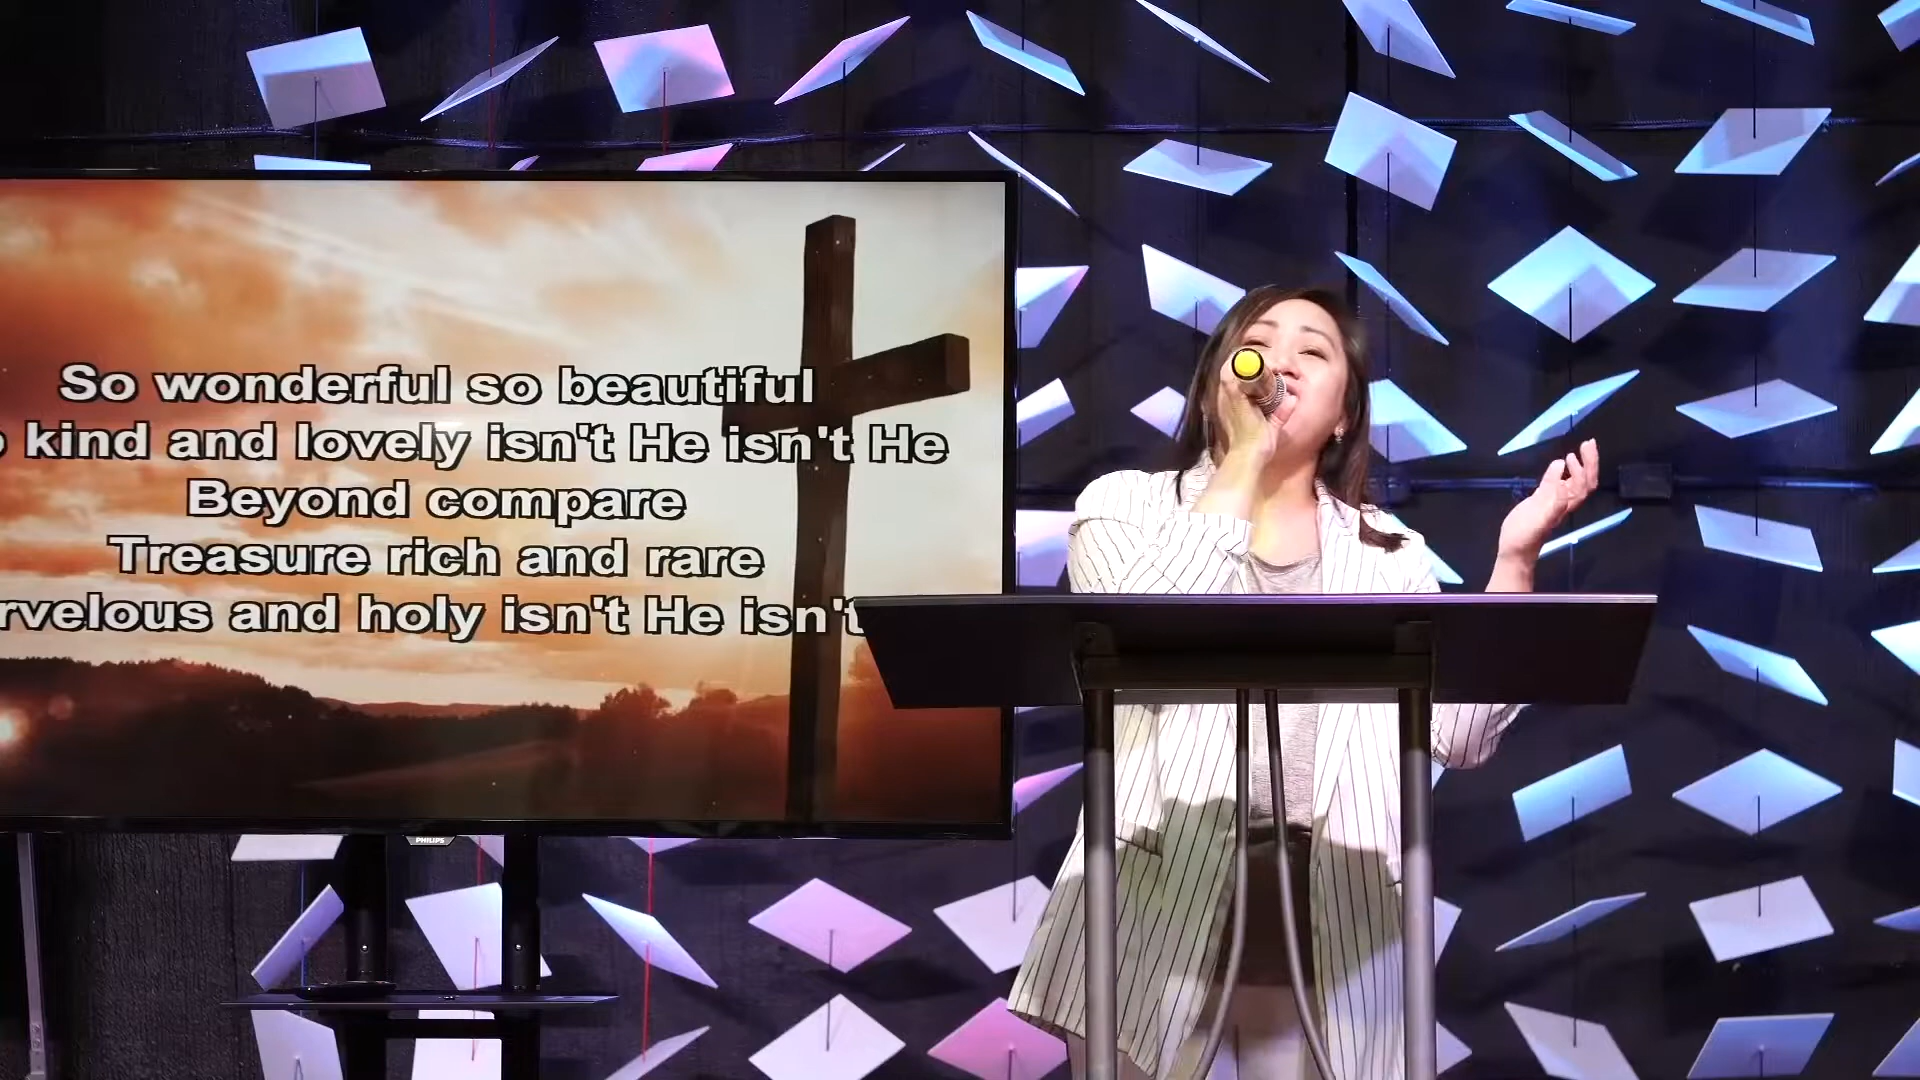 So wonderful so beautiful
kind and lovely isn't He isn't He
Beyond compare
Treasure rich and rare
rvelous and holy isn't He isn't
PHILIPS